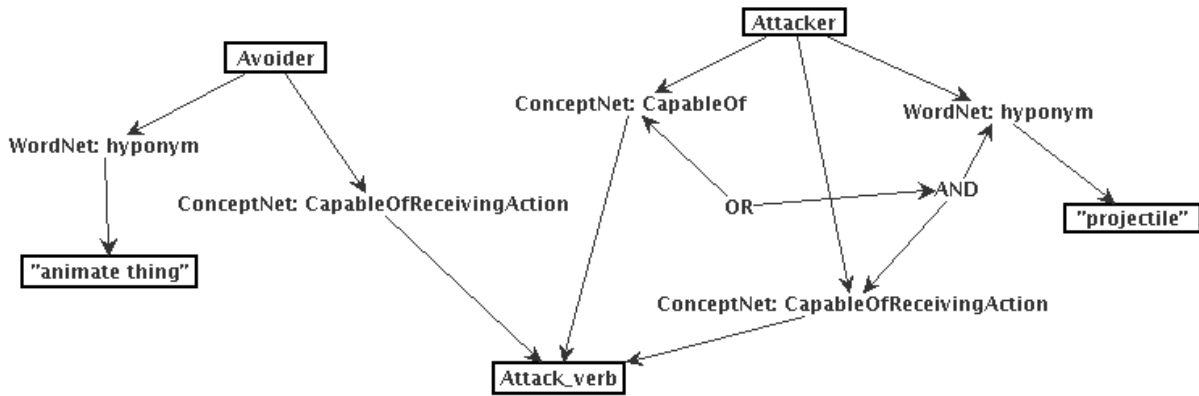 Attacker
Avoider
ConceptNet: CapableOf
WordNet: hyponym
WordNet: hyponym
AND
ConceptNet: CapableOfReceivingAction
OR
"projectile"
"animate thing"
ConceptNet: CapableOfReceivingAction
Attack_verb